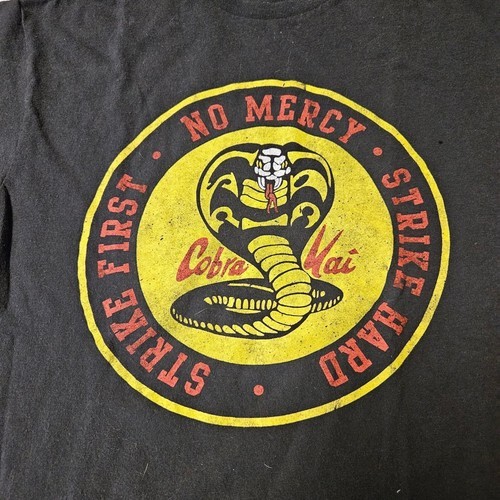 STRIKE FIRST • NO MERCY • STRIKE HARD •
Cobra Kai